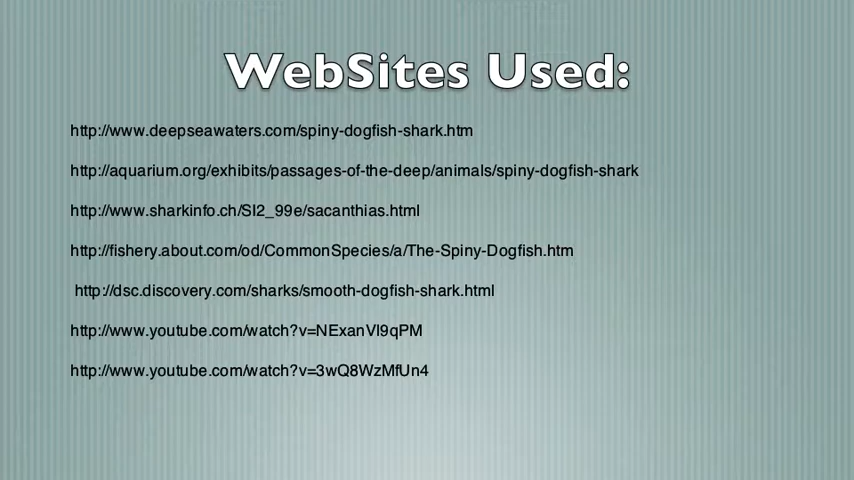 WebSites Used:
http://www.deepseawaters.com/spiny-dogfish-shark.htm
http://aquarium.org/exhibits/passages-of-the-deep/animals/spiny-dogfish-shark
http://www.sharkinfo.ch/SI2_99e/sacanthias.html
http://fishery.about.com/od/CommonSpecies/a/The-Spiny-Dogfish.htm
http://dsc.discovery.com/sharks/smooth-dogfish-shark.html
http://www.youtube.com/watch?v=NExanVl9qPM
http://www.youtube.com/watch?v=3wQ8WzMfUn4